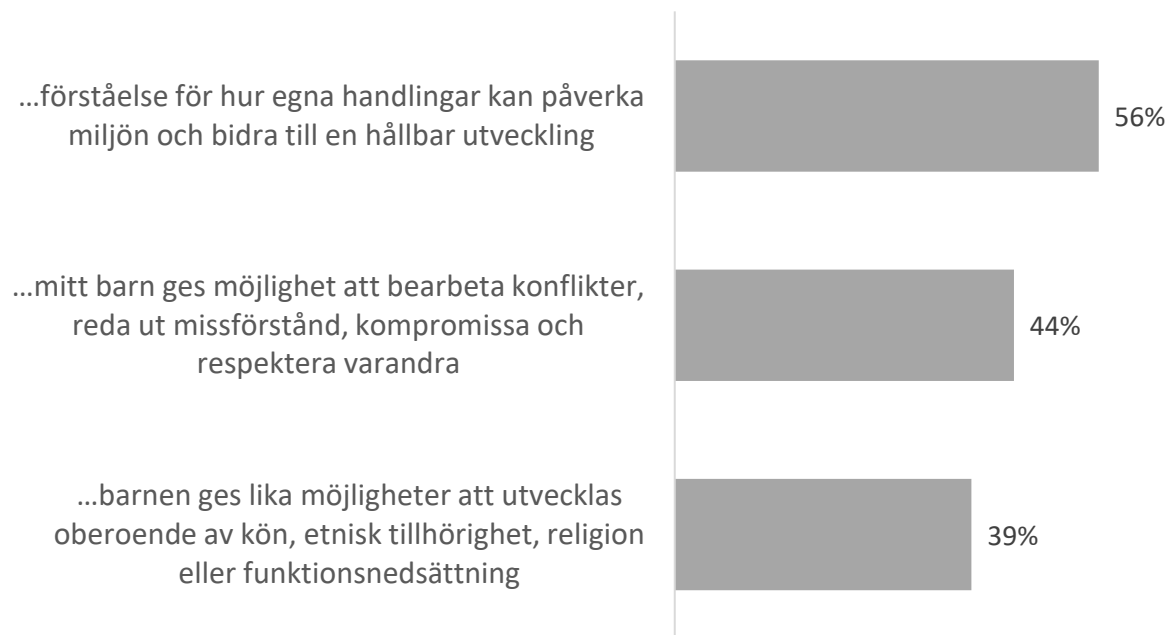 …förståelse för hur egna handlingar kan påverka
miljön och bidra till en hållbar utveckling
56%
…mitt barn ges möjlighet att bearbeta konflikter,
reda ut missförstånd, kompromissa och
respektera varandra
44%
…barnen ges lika möjligheter att utvecklas
oberoende av kön, etnisk tillhörighet, religion
eller funktionsnedsättning
39%